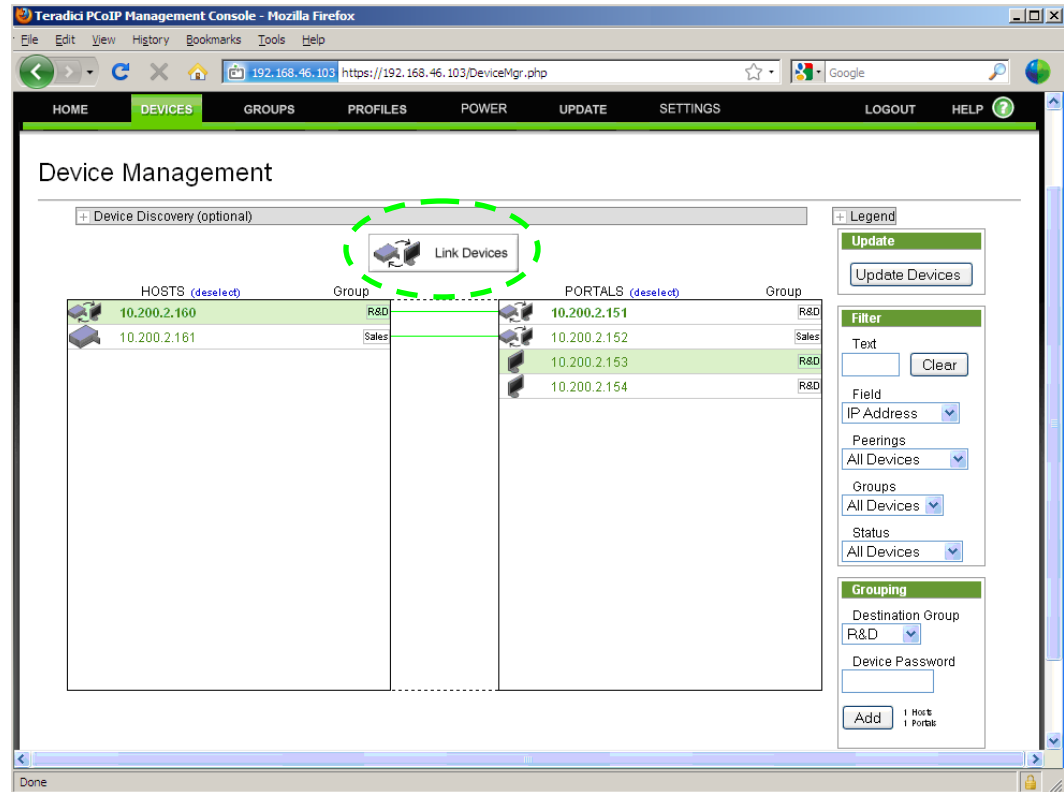 Teradici PCoIP Management Console - Mozilla Firefox
File Edit View History Bookmarks Tools Help
192.168.46.103 https://192.168.46.103/DeviceMgr.php
Google
HOME DEVICES GROUPS PROFILES POWER UPDATE SETTINGS LOGOUT HELP ?
Device Management
+ Device Discovery (optional)
+ Legend
Link Devices
HOSTS (deselect) Group
10.200.2.160 R&D
10.200.2.161 Sales
PORTALS (deselect) Group
10.200.2.151 R&D
10.200.2.152 Sales
10.200.2.153 R&D
10.200.2.154 R&D
Update
Update Devices
Filter
Text
Clear
Field
IP Address
Peerings
All Devices
Groups
All Devices
Status
All Devices
Grouping
Destination Group
R&D
Device Password
Add
1 Hosts
1 Portals
Done